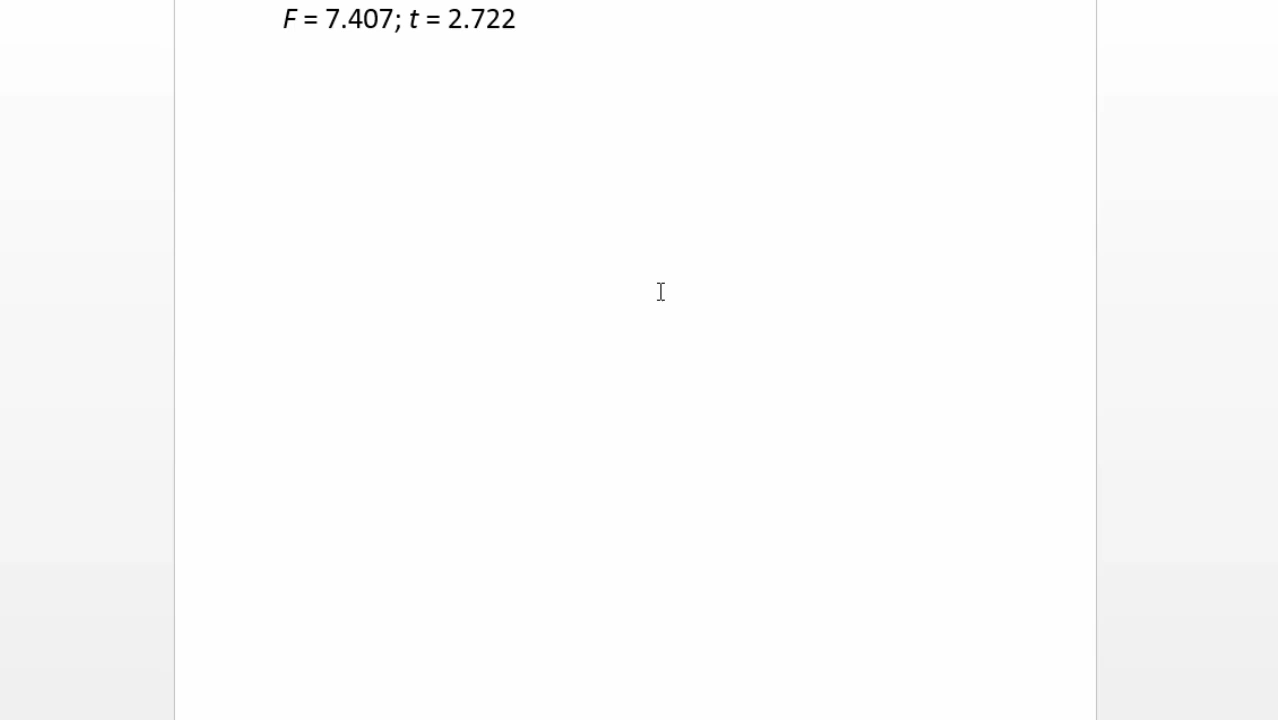 F = 7.407; t = 2.722